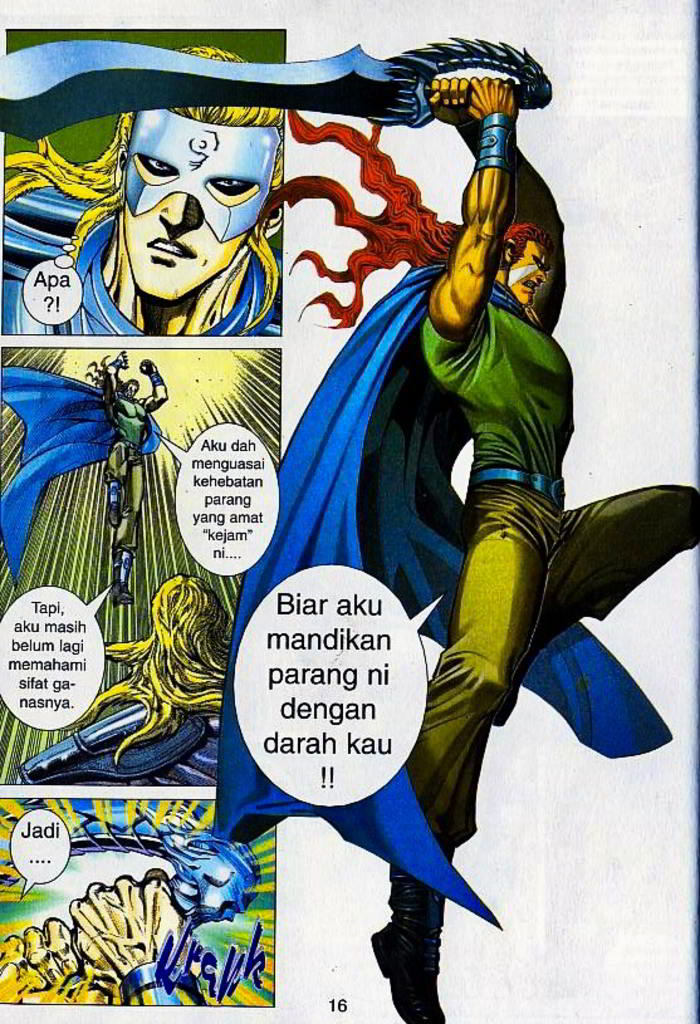 Apa
?!
Aku dah
menguasai
kehebatan
parang
yang amat
"kejam"
ni....
Tapi,
aku masih
belum lagi
memahami
sifat ga-
nasnya.
Jadi
....
Kraph
Biar aku
mandikan
parang ni
dengan
darah kau
!!
16